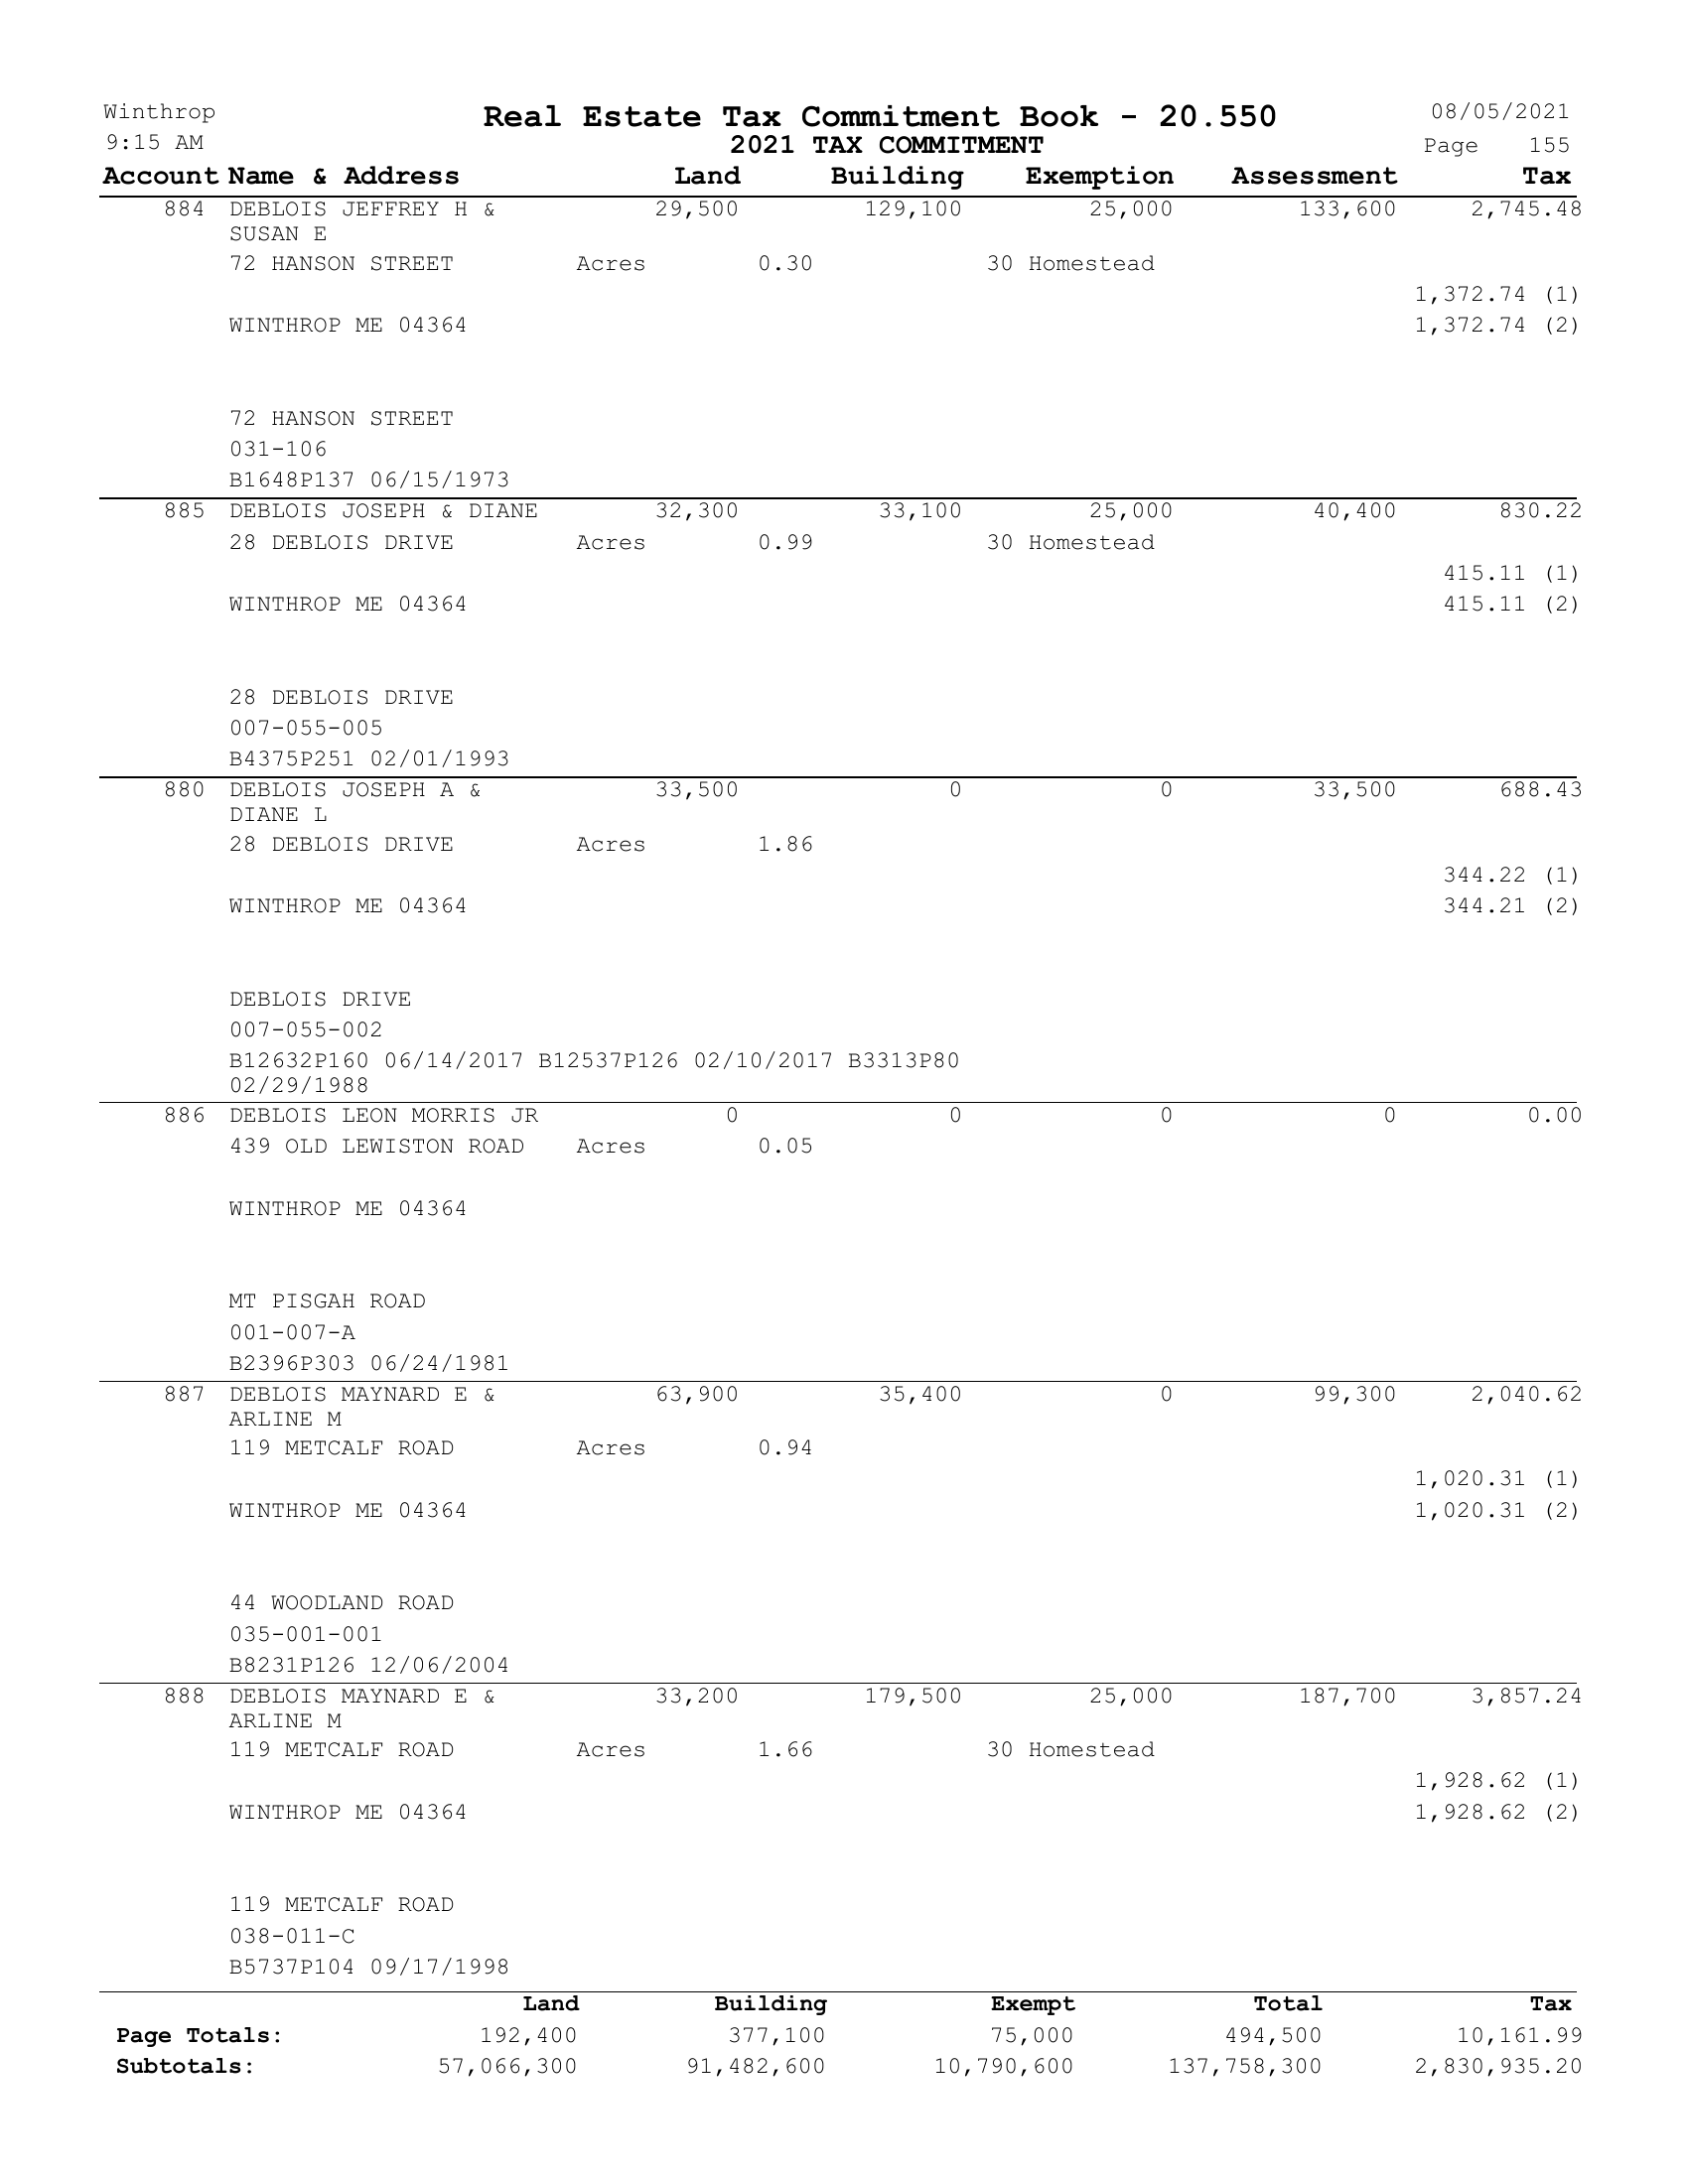 Winthrop Real Estate Tax Commitment Book - 20.550 08/05/2021
9:15 AM 2021 TAX COMMITMENT Page 155
Account Name & Address Land Building Exemption Assessment Tax
884 DEBLOIS JEFFREY H & 29,500 129,100 25,000 133,600 2,745.48
SUSAN E
72 HANSON STREET Acres 0.30 30 Homestead
1,372.74 (1)
WINTHROP ME 04364 1,372.74 (2)
72 HANSON STREET
031-106
B1648P137 06/15/1973
885 DEBLOIS JOSEPH & DIANE 32,300 33,100 25,000 40,400 830.22
28 DEBLOIS DRIVE Acres 0.99 30 Homestead
415.11 (1)
WINTHROP ME 04364 415.11 (2)
28 DEBLOIS DRIVE
007-055-005
B4375P251 02/01/1993
880 DEBLOIS JOSEPH A & 33,500 0 0 33,500 688.43
DIANE L
28 DEBLOIS DRIVE Acres 1.86
344.22 (1)
WINTHROP ME 04364 344.21 (2)
DEBLOIS DRIVE
007-055-002
B12632P160 06/14/2017 B12537P126 02/10/2017 B3313P80
02/29/1988
886 DEBLOIS LEON MORRIS JR 0 0 0 0 0.00
439 OLD LEWISTON ROAD Acres 0.05
WINTHROP ME 04364
MT PISGAH ROAD
001-007-A
B2396P303 06/24/1981
887 DEBLOIS MAYNARD E & 63,900 35,400 0 99,300 2,040.62
ARLINE M
119 METCALF ROAD Acres 0.94
1,020.31 (1)
WINTHROP ME 04364 1,020.31 (2)
44 WOODLAND ROAD
035-001-001
B8231P126 12/06/2004
888 DEBLOIS MAYNARD E & 33,200 179,500 25,000 187,700 3,857.24
ARLINE M
119 METCALF ROAD Acres 1.66 30 Homestead
1,928.62 (1)
WINTHROP ME 04364 1,928.62 (2)
119 METCALF ROAD
038-011-C
B5737P104 09/17/1998
Land Building Exempt Total Tax
Page Totals: 192,400 377,100 75,000 494,500 10,161.99
Subtotals: 57,066,300 91,482,600 10,790,600 137,758,300 2,830,935.20